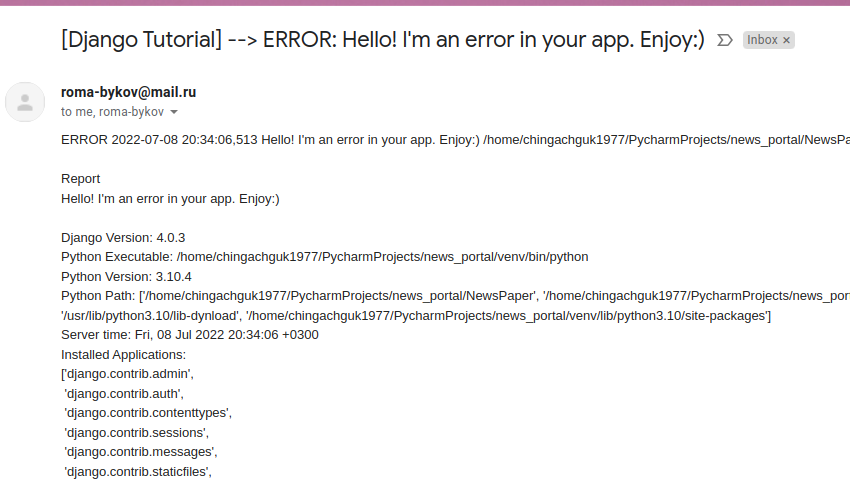 [Django Tutorial] --> ERROR: Hello! I'm an error in your app. Enjoy:) Inbox ×
roma-bykov@mail.ru
to me, roma-bykov
ERROR 2022-07-08 20:34:06,513 Hello! I'm an error in your app. Enjoy:) /home/chingachguk1977/PycharmProjects/news_portal/NewsPa
Report
Hello! I'm an error in your app. Enjoy:)
Django Version: 4.0.3
Python Executable: /home/chingachguk1977/PycharmProjects/news_portal/venv/bin/python
Python Version: 3.10.4
Python Path: ['/home/chingachguk1977/PycharmProjects/news_portal/NewsPaper', '/home/chingachguk1977/PycharmProjects/news_por
'/usr/lib/python3.10/lib-dynload', '/home/chingachguk1977/PycharmProjects/news_portal/venv/lib/python3.10/site-packages']
Server time: Fri, 08 Jul 2022 20:34:06 +0300
Installed Applications:
['django.contrib.admin',
'django.contrib.auth',
'django.contrib.contenttypes',
'django.contrib.sessions',
'django.contrib.messages',
'django.contrib.staticfiles',